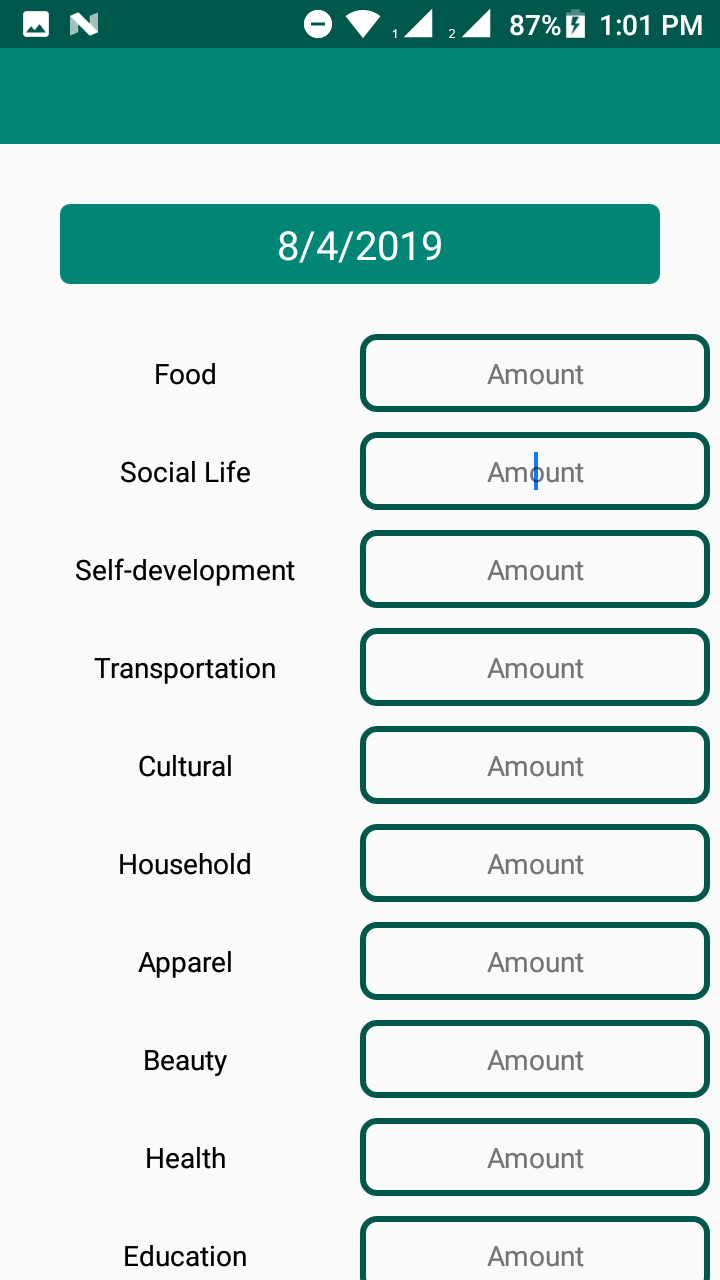 1 2 87% 1:01 PM
8/4/2019
Food Amount
Social Life Amount
Self-development Amount
Transportation Amount
Cultural Amount
Household Amount
Apparel Amount
Beauty Amount
Health Amount
Education Amount